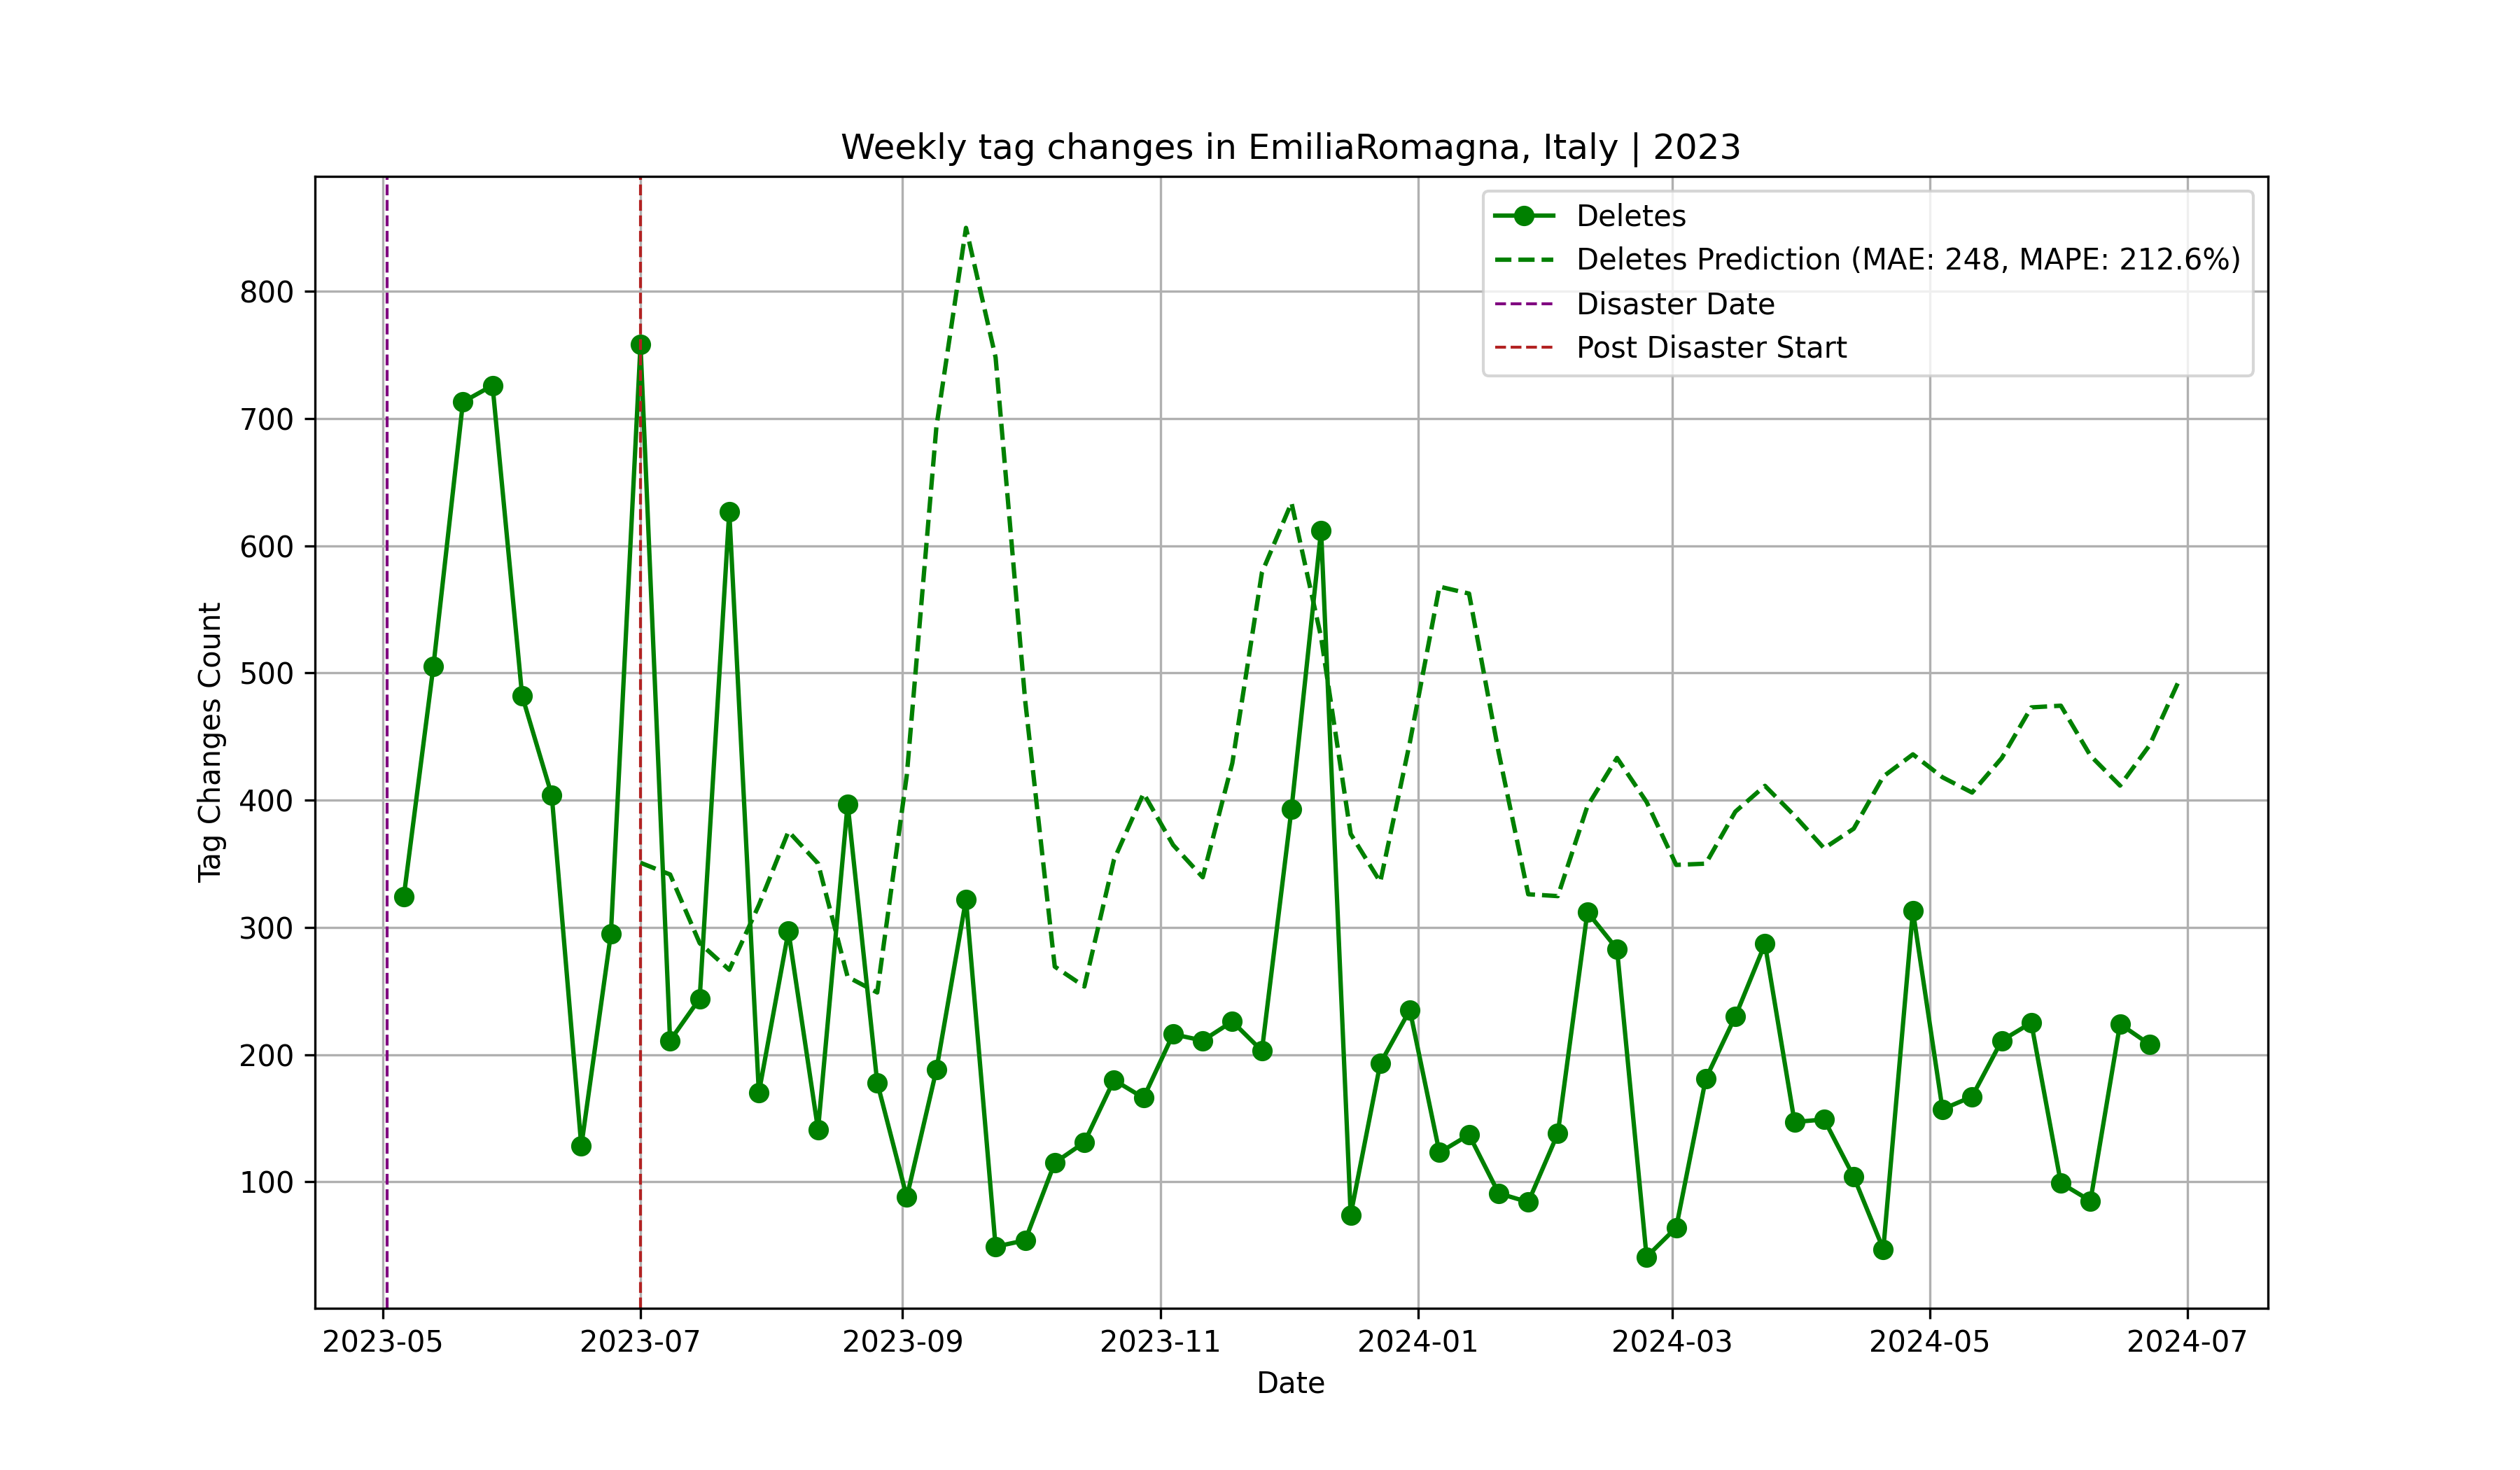 Weekly tag changes in EmiliaRomagna, Italy | 2023
Deletes
Deletes Prediction (MAE: 248, MAPE: 212.6%)
Disaster Date
Post Disaster Start
Tag Changes Count
800
700
600
500
400
300
200
100
2023-05
2023-07
2023-09
2023-11
2024-01
2024-03
2024-05
2024-07
Date